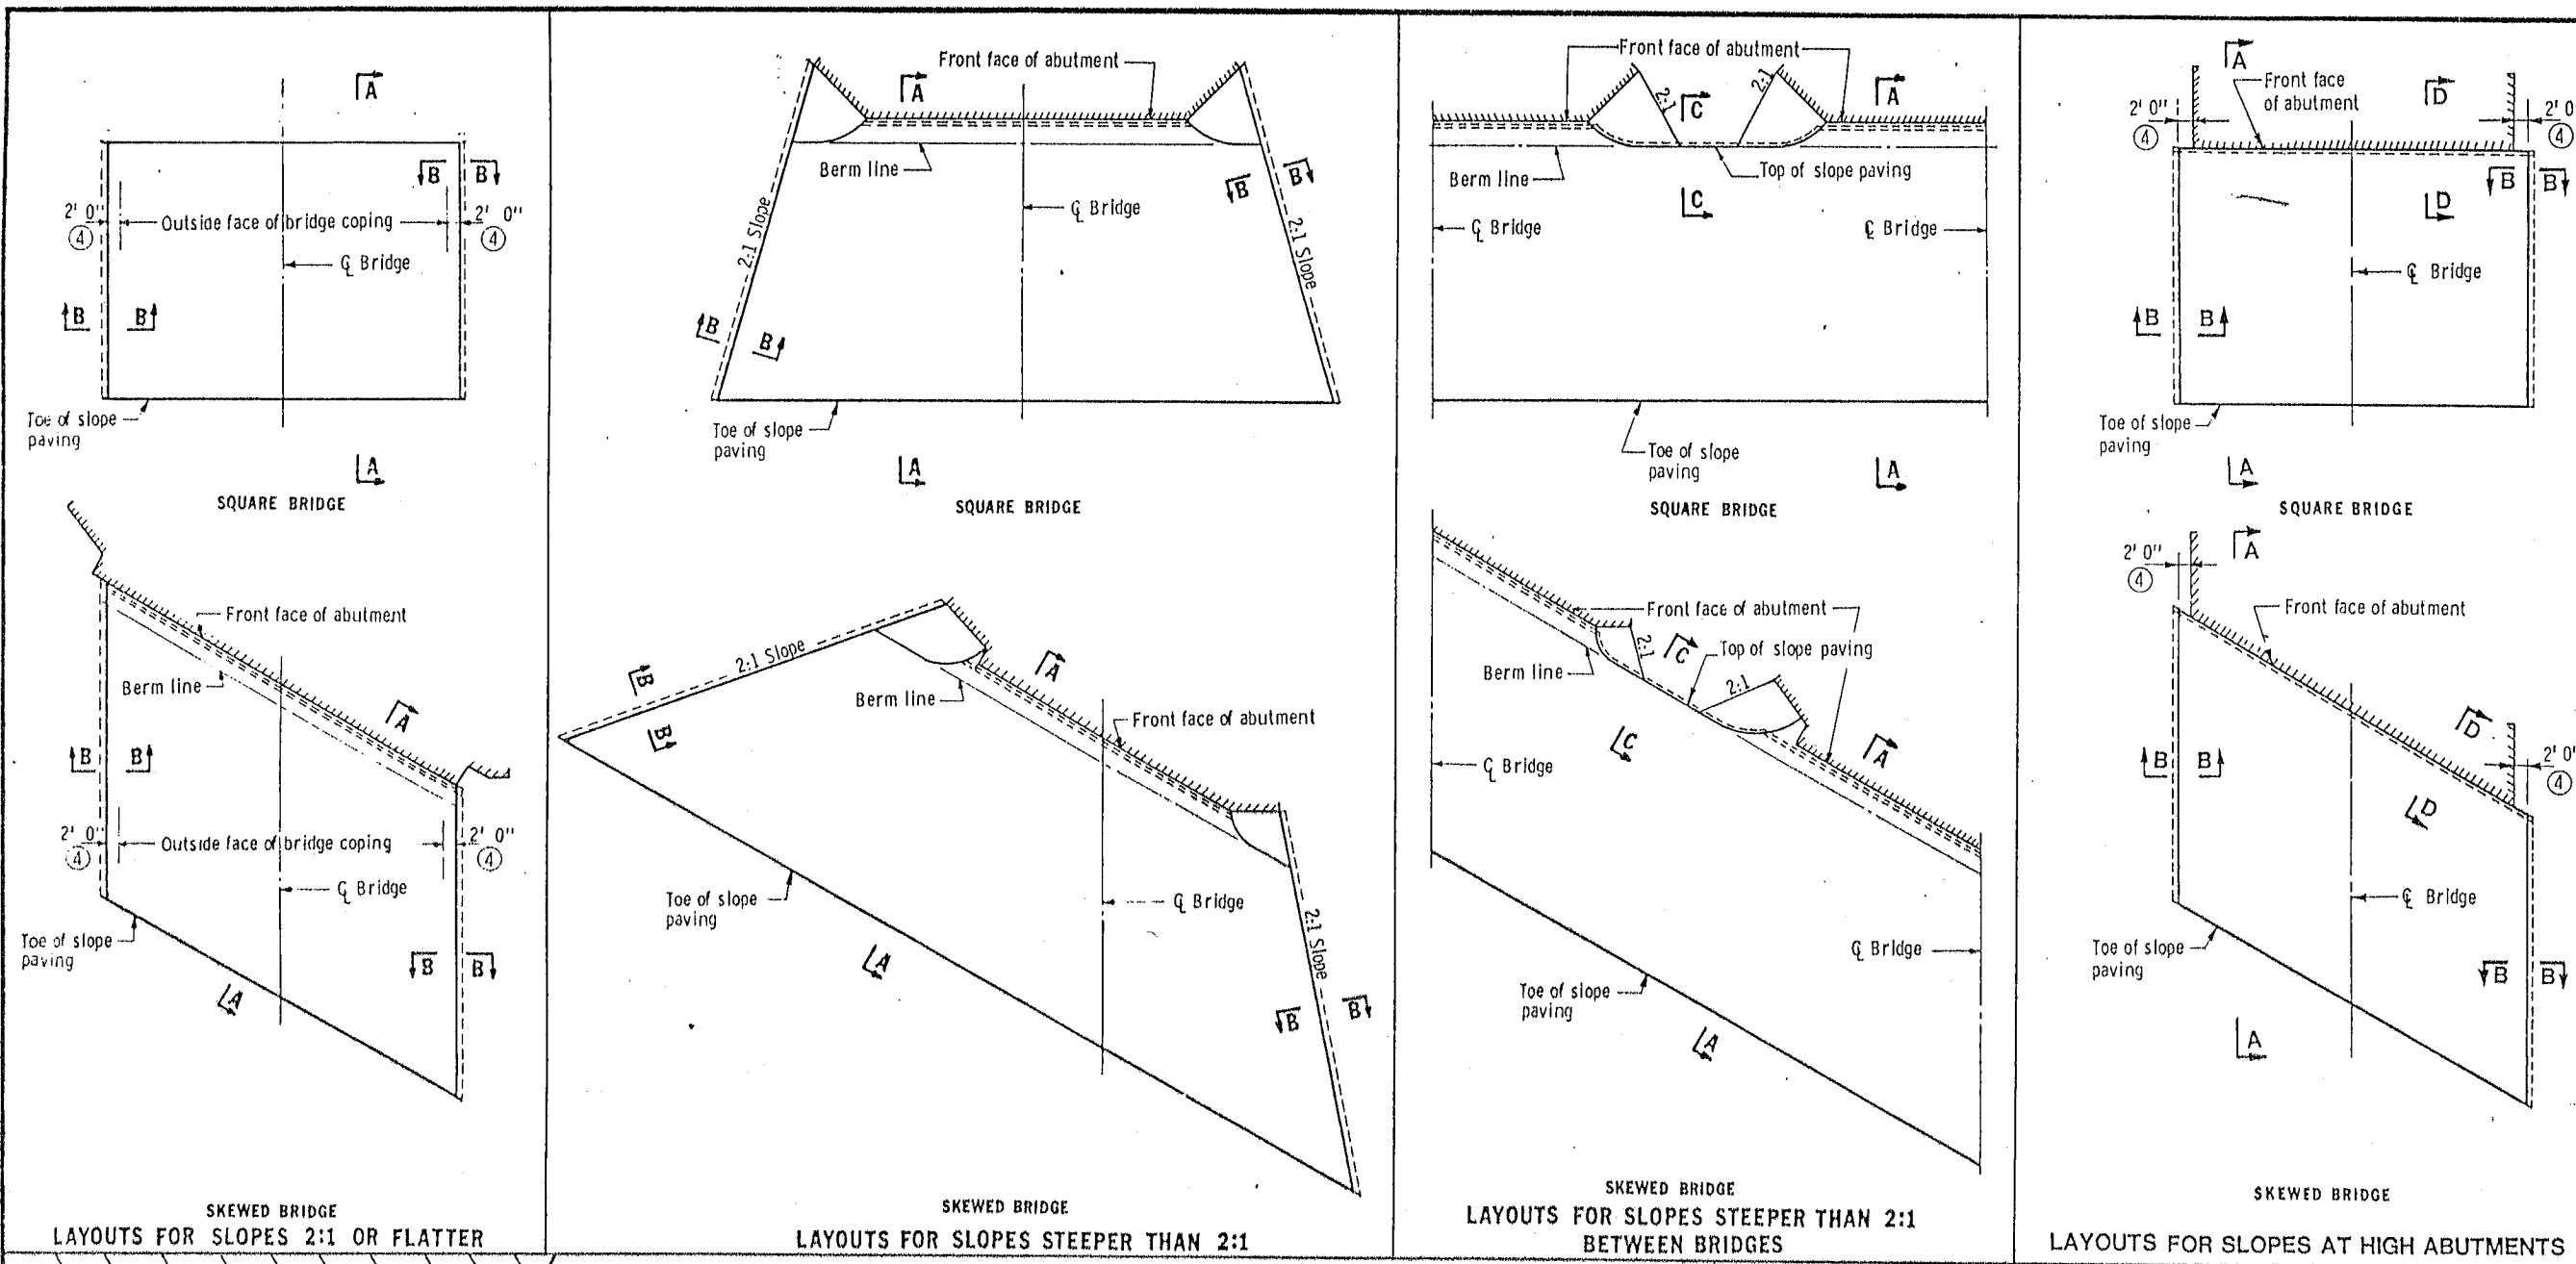 A
B
B
2' 0"
4
Outside face of bridge coping
2' 0"
4
℄ Bridge
B
B
Toe of slope
paving
A
SQUARE BRIDGE
Front face of abutment
Berm line
A
B
B
2' 0"
4
Outside face of bridge coping
2' 0"
4
℄ Bridge
Toe of slope
paving
B
B
A
SKEWED BRIDGE
LAYOUTS FOR SLOPES 2:1 OR FLATTER
Front face of abutment
A
Berm line
B
B
2:1 Slope
℄ Bridge
2:1 Slope
B
B
Toe of slope
paving
A
SQUARE BRIDGE
2:1 Slope
B
B
A
Berm line
Front face of abutment
Toe of slope
paving
℄ Bridge
2:1 Slope
A
B
B
SKEWED BRIDGE
LAYOUTS FOR SLOPES STEEPER THAN 2:1
Front face of abutment
2:1
C
2:1
A
Berm line
Top of slope paving
C
℄ Bridge
℄ Bridge
Toe of slope
paving
A
SQUARE BRIDGE
Front face of abutment
2:1
C
Top of slope paving
Berm line
2:1
C
A
℄ Bridge
℄ Bridge
Toe of slope
paving
A
SKEWED BRIDGE
LAYOUTS FOR SLOPES STEEPER THAN 2:1
BETWEEN BRIDGES
A
Front face
of abutment
D
2' 0"
4
2' 0
4
B
B
D
℄ Bridge
B
B
Toe of slope
paving
A
SQUARE BRIDGE
A
2' 0"
4
Front face of abutment
D
2' 0"
4
B
B
D
℄ Bridge
Toe of slope
paving
B
B
A
SKEWED BRIDGE
LAYOUTS FOR SLOPES AT HIGH ABUTMENTS